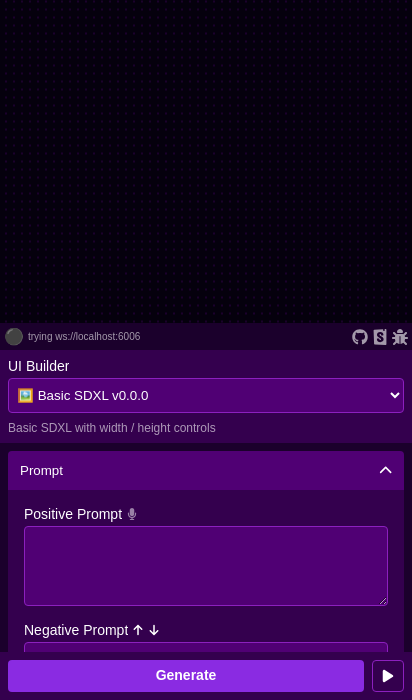 trying ws://localhost:6006
UI Builder
🖼️ Basic SDXL v0.0.0
Basic SDXL with width / height controls
Prompt
Positive Prompt
Negative Prompt ↑ ↓
Generate